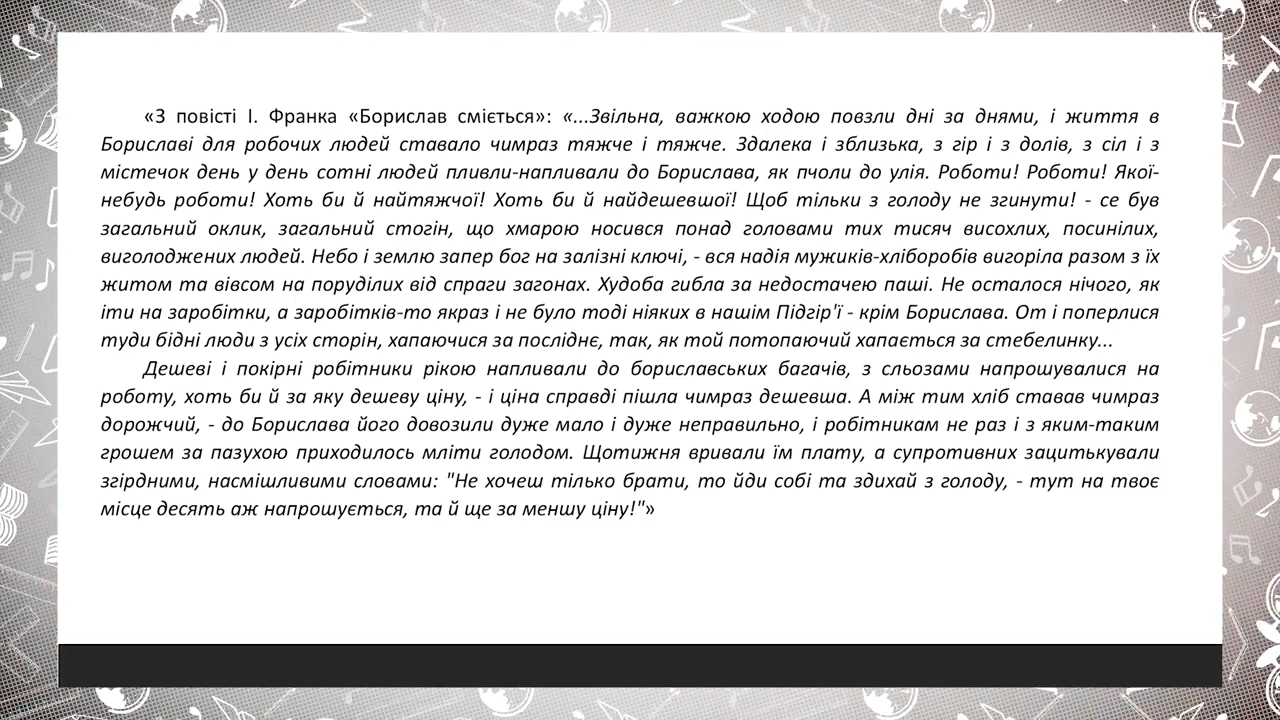 «З повісті І. Франка «Борислав сміється»: «...Звільна, важкою ходою повзли дні за днями, і життя в
Бориславі для робочих людей ставало чимраз тяжче і тяжче. Здалека і зблизька, з гір і з долів, з сіл і з
містечок день у день сотні людей пливли-напливали до Борислава, як пчоли до улія. Роботи! Роботи! Якої-
небудь роботи! Хоть би й найтяжчої! Хоть би й найдешевшої! Щоб тільки з голоду не згинути! - се був
загальний оклик, загальний стогін, що хмарою носився понад головами тих тисяч висохлих, посинілих,
виголоджених людей. Небо і землю запер бог на залізні ключі, - вся надія мужиків-хліборобів вигоріла разом з їх
житом та вівсом на поруділих від спраги загонах. Худоба гибла за недостачею паші. Не осталося нічого, як
іти на заробітки, а заробітків-то якраз і не було тоді ніяких в нашім Підгір'ї - крім Борислава. От і поперлися
туди бідні люди з усіх сторін, хапаючися за посліднє, так, як той потопаючий хапається за стебелинку...
Дешеві і покірні робітники рікою напливали до бориславських багачів, з сльозами напрошувалися на
роботу, хоть би й за яку дешеву ціну, - і ціна справді пішла чимраз дешевша. А між тим хліб ставав чимраз
дорожчий, - до Борислава його довозили дуже мало і дуже неправильно, і робітникам не раз і з яким-таким
грошем за пазухою приходилось мліти голодом. Щотижня вривали їм плату, а супротивних зацитькували
згірдними, насмішливими словами: "Не хочеш тілько брати, то йди собі та здихай з голоду, - тут на твоє
місце десять аж напрошується, та й ще за меншу ціну!"»